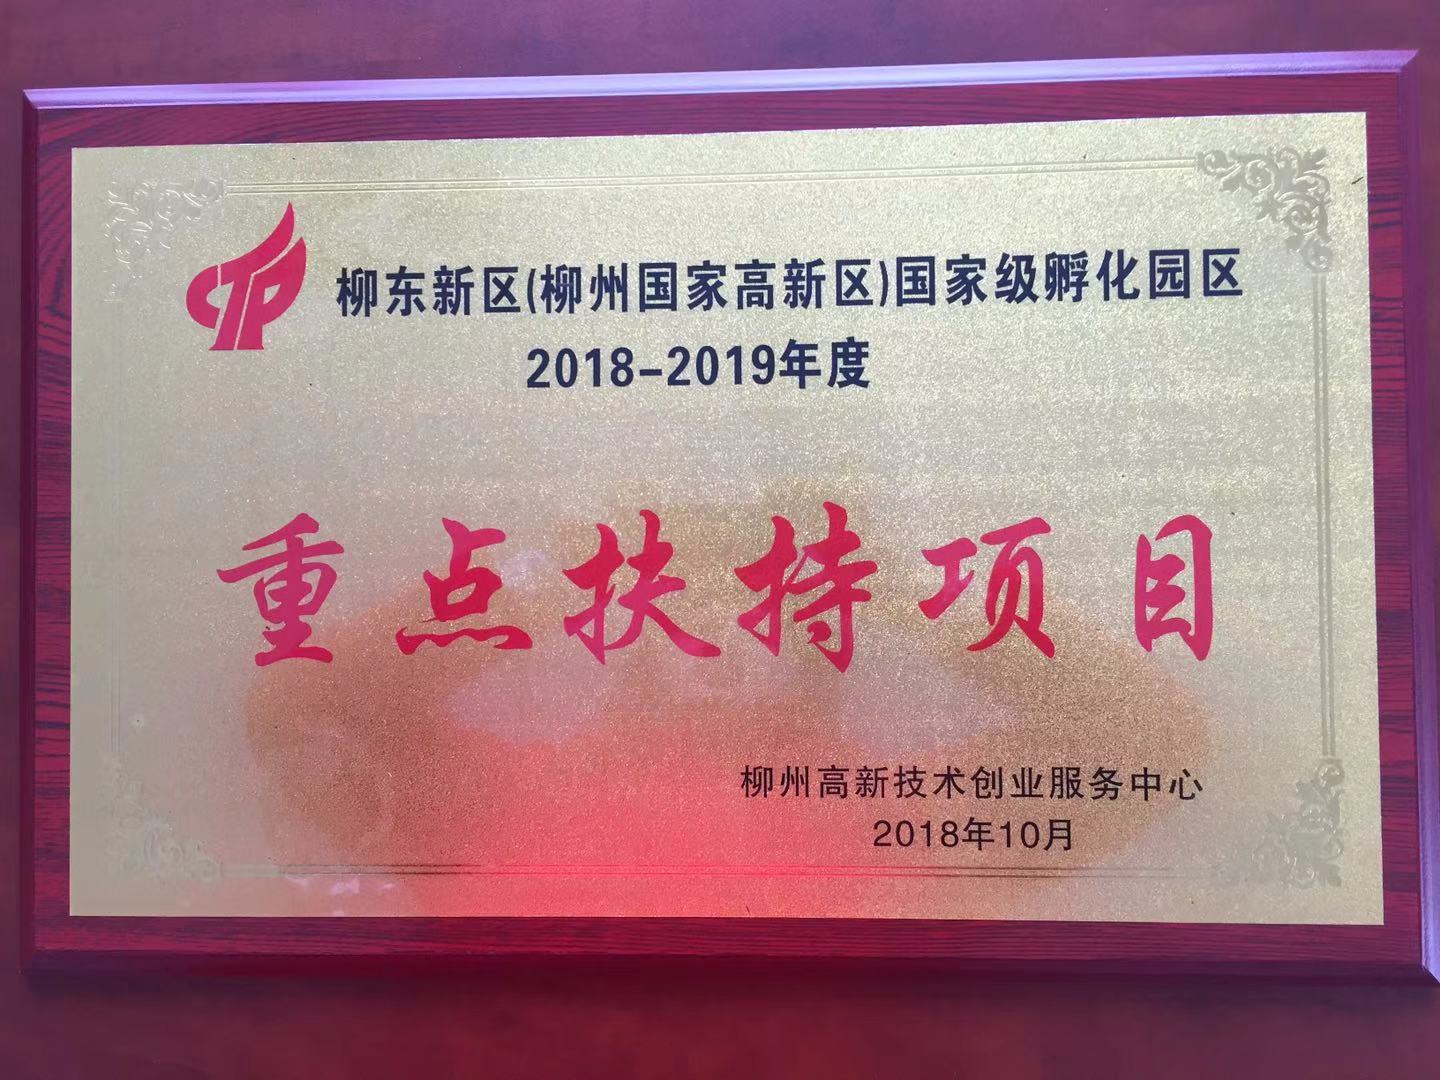 柳东新区(柳州国家高新区)国家级孵化园区
2018-2019年度
重点扶持项目
柳州高新技术创业服务中心
2018年10月